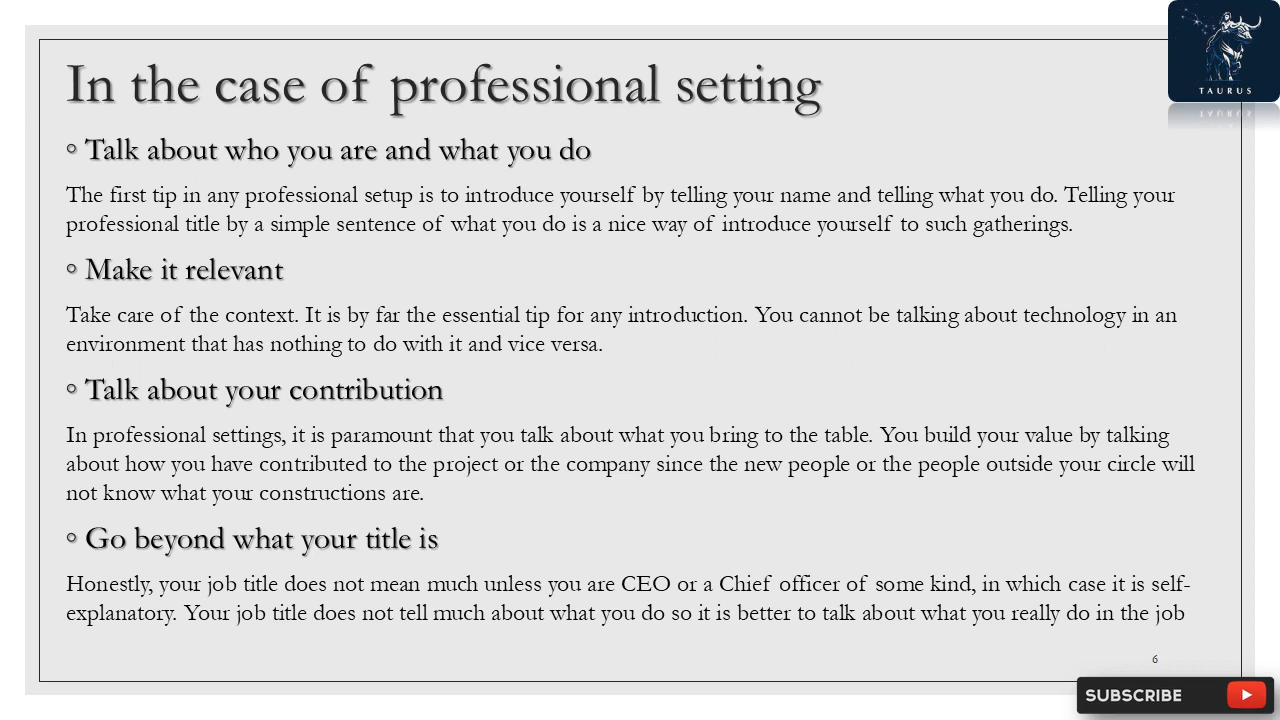 TAURUS
In the case of professional setting
◦ Talk about who you are and what you do
The first tip in any professional setup is to introduce yourself by telling your name and telling what you do. Telling your
professional title by a simple sentence of what you do is a nice way of introduce yourself to such gatherings.
◦ Make it relevant
Take care of the context. It is by far the essential tip for any introduction. You cannot be talking about technology in an
environment that has nothing to do with it and vice versa.
◦ Talk about your contribution
In professional settings, it is paramount that you talk about what you bring to the table. You build your value by talking
about how you have contributed to the project or the company since the new people or the people outside your circle will
not know what your constructions are.
◦ Go beyond what your title is
Honestly, your job title does not mean much unless you are CEO or a Chief officer of some kind, in which case it is self-
explanatory. Your job title does not tell much about what you do so it is better to talk about what you really do in the job
6
SUBSCRIBE